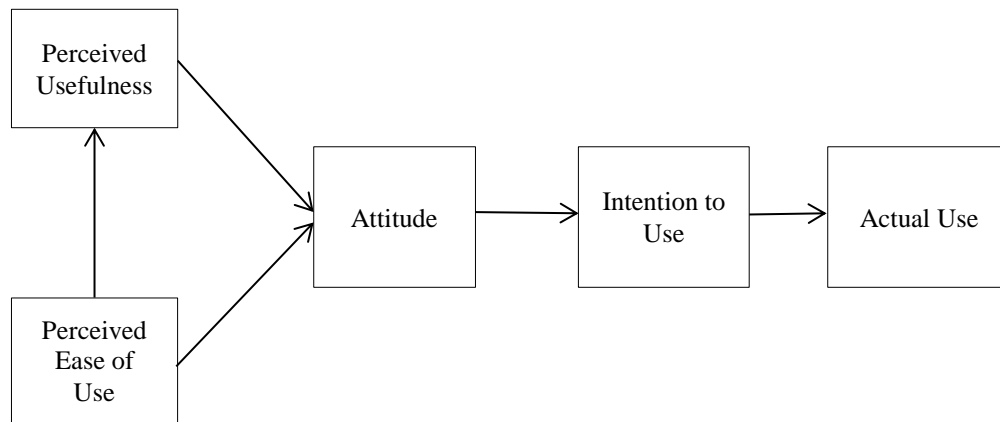 Perceived
Usefulness
Attitude
Intention to
Use
Actual Use
Perceived
Ease of
Use